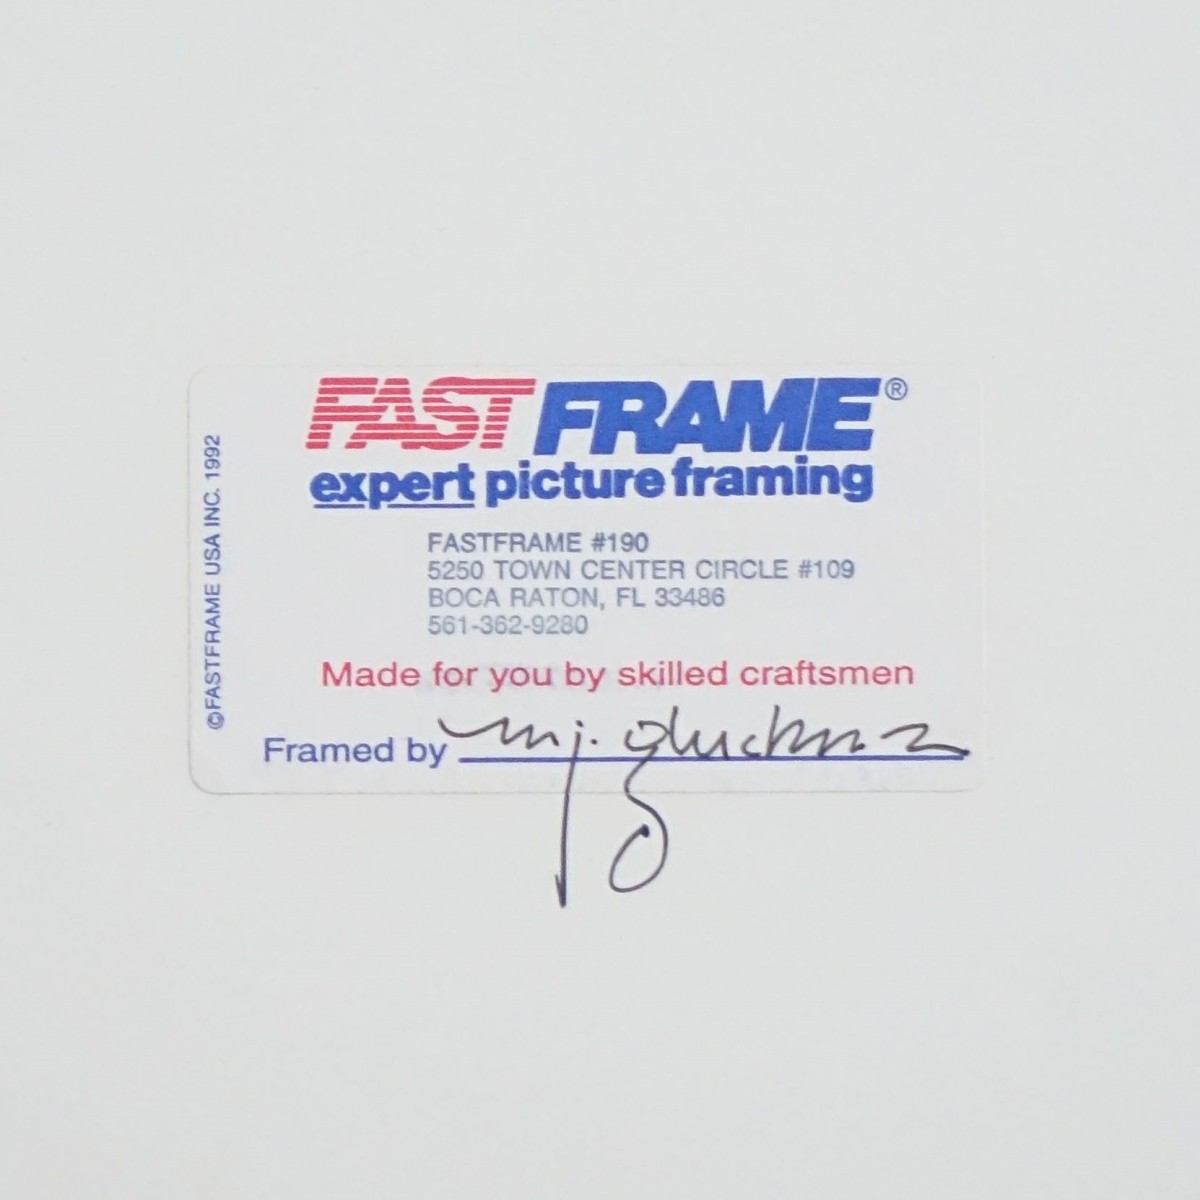 FASTFRAME®
expert picture framing
©FASTFRAME USA INC. 1992
FASTFRAME #190
5250 TOWN CENTER CIRCLE #109
BOCA RATON, FL 33486
561-362-9280
Made for you by skilled craftsmen
Framed by